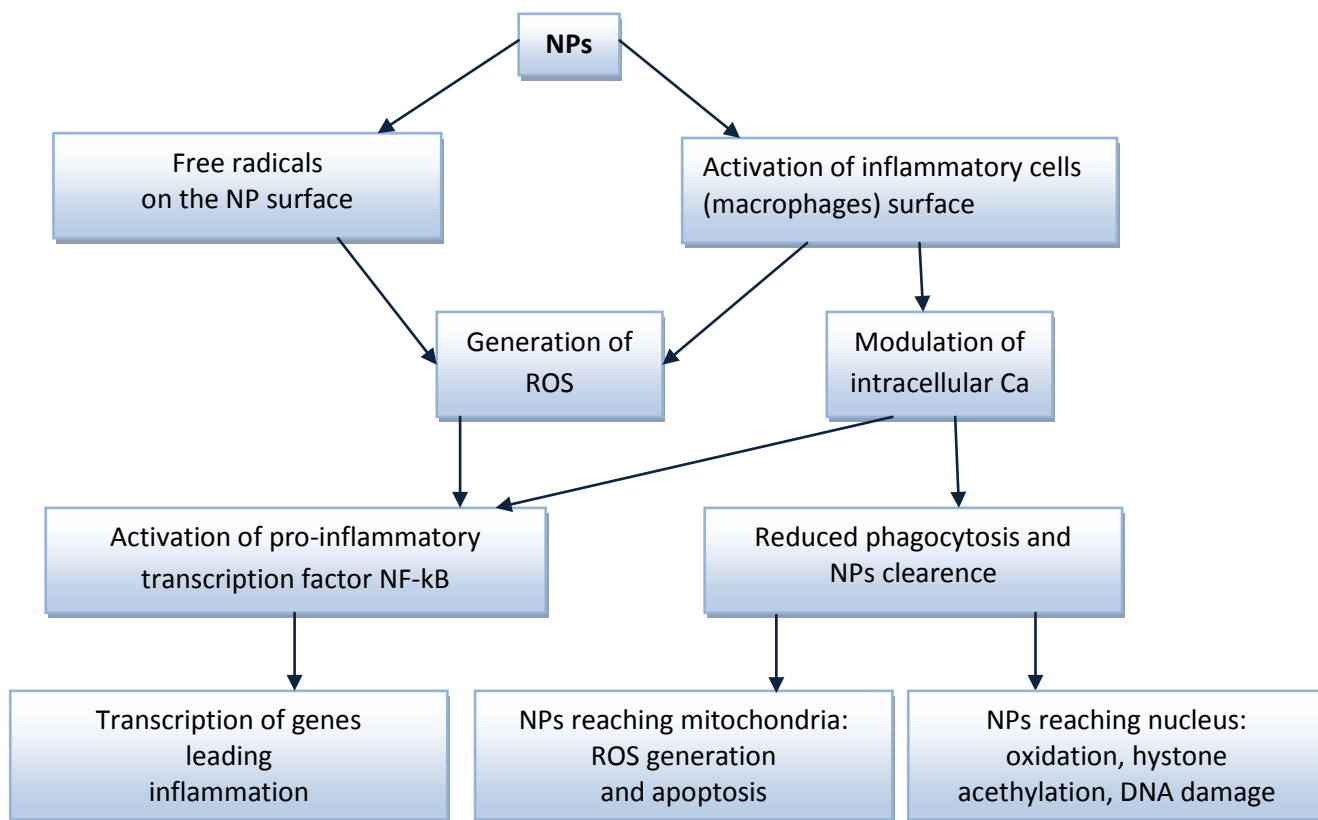 NPs
Free radicals
on the NP surface
Activation of inflammatory cells
(macrophages) surface
Generation of
ROS
Modulation of
intracellular Ca
Activation of pro-inflammatory
transcription factor NF-kB
Reduced phagocytosis and
NPs clearence
Transcription of genes
leading
inflammation
NPs reaching mitochondria:
ROS generation
and apoptosis
NPs reaching nucleus:
oxidation, hystone
acethylation, DNA damage